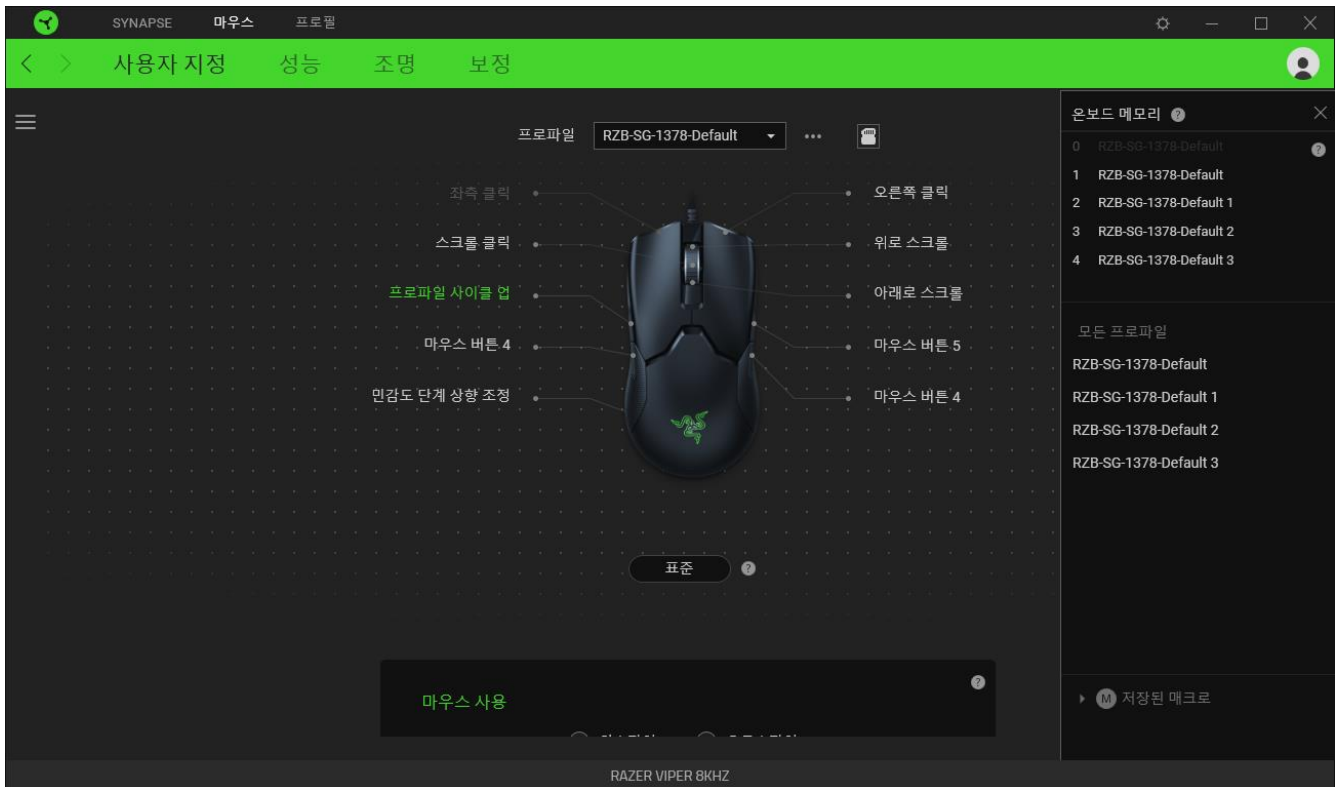 SYNAPSE 마우스 프로필
사용자 지정 성능 조명 보정
프로파일 RZB-SG-1378-Default
좌측 클릭
스크롤 클릭
프로파일 사이클 업
마우스 버튼 4
민감도 단계 상향 조정
오른쪽 클릭
위로 스크롤
아래로 스크롤
마우스 버튼 5
마우스 버튼 4
표준 ?
마우스 사용 ?
온보드 메모리 ?
0 RZB-SG-1378-Default ?
1 RZB-SG-1378-Default
2 RZB-SG-1378-Default 1
3 RZB-SG-1378-Default 2
4 RZB-SG-1378-Default 3
모든 프로파일
RZB-SG-1378-Default
RZB-SG-1378-Default 1
RZB-SG-1378-Default 2
RZB-SG-1378-Default 3
M 저장된 매크로
RAZER VIPER 8KHZ